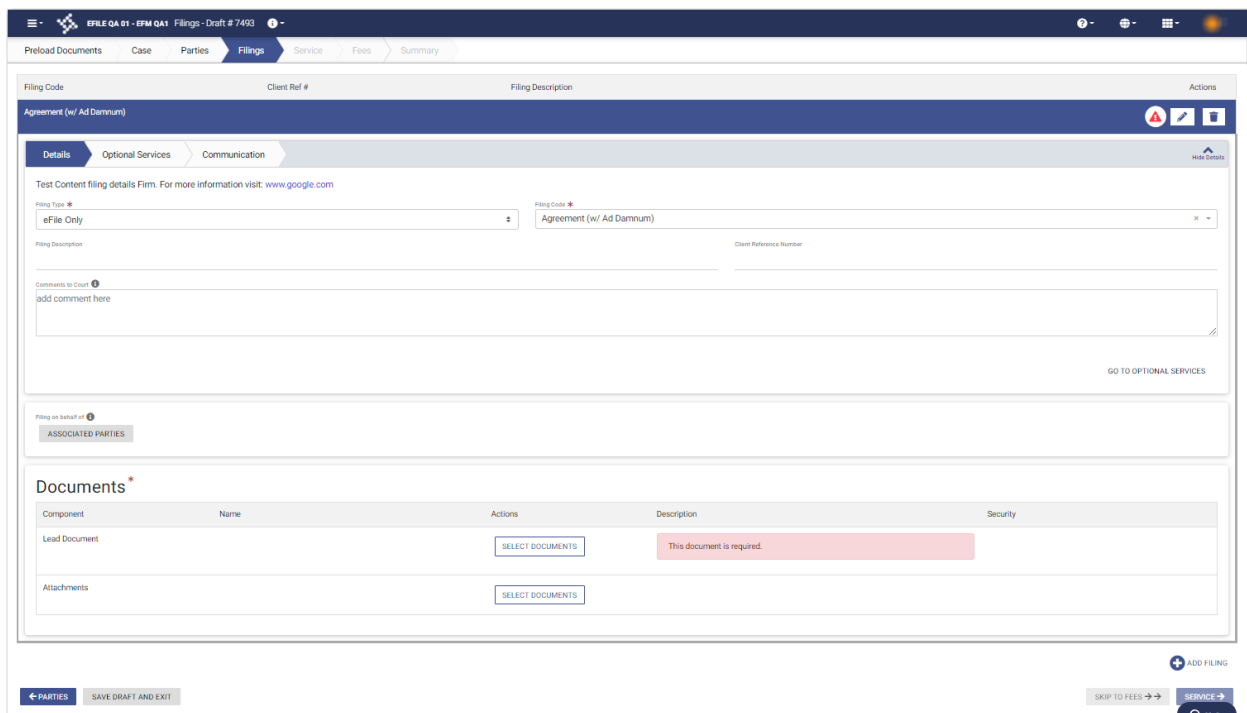 EFILE QA 01 - EFM QA1 Filings - Draft # 7493
Preload Documents Case Parties Filings Service Fees Summary
Filing Code Client Ref # Filing Description Actions
Agreement (w/ Ad Damnum)
Details Optional Services Communication Hide Details
Test Content filing details Firm. For more information visit: www.google.com
Filing Type * Filing Code *
eFile Only Agreement (w/ Ad Damnum)
Filing Description Client Reference Number
Comments to Court
add comment here
GO TO OPTIONAL SERVICES
Filing on behalf of
ASSOCIATED PARTIES
Documents*
Component Name Actions Description Security
Lead Document SELECT DOCUMENTS This document is required.
Attachments SELECT DOCUMENTS
ADD FILING
PARTIES SAVE DRAFT AND EXIT SKIP TO FEES SERVICE